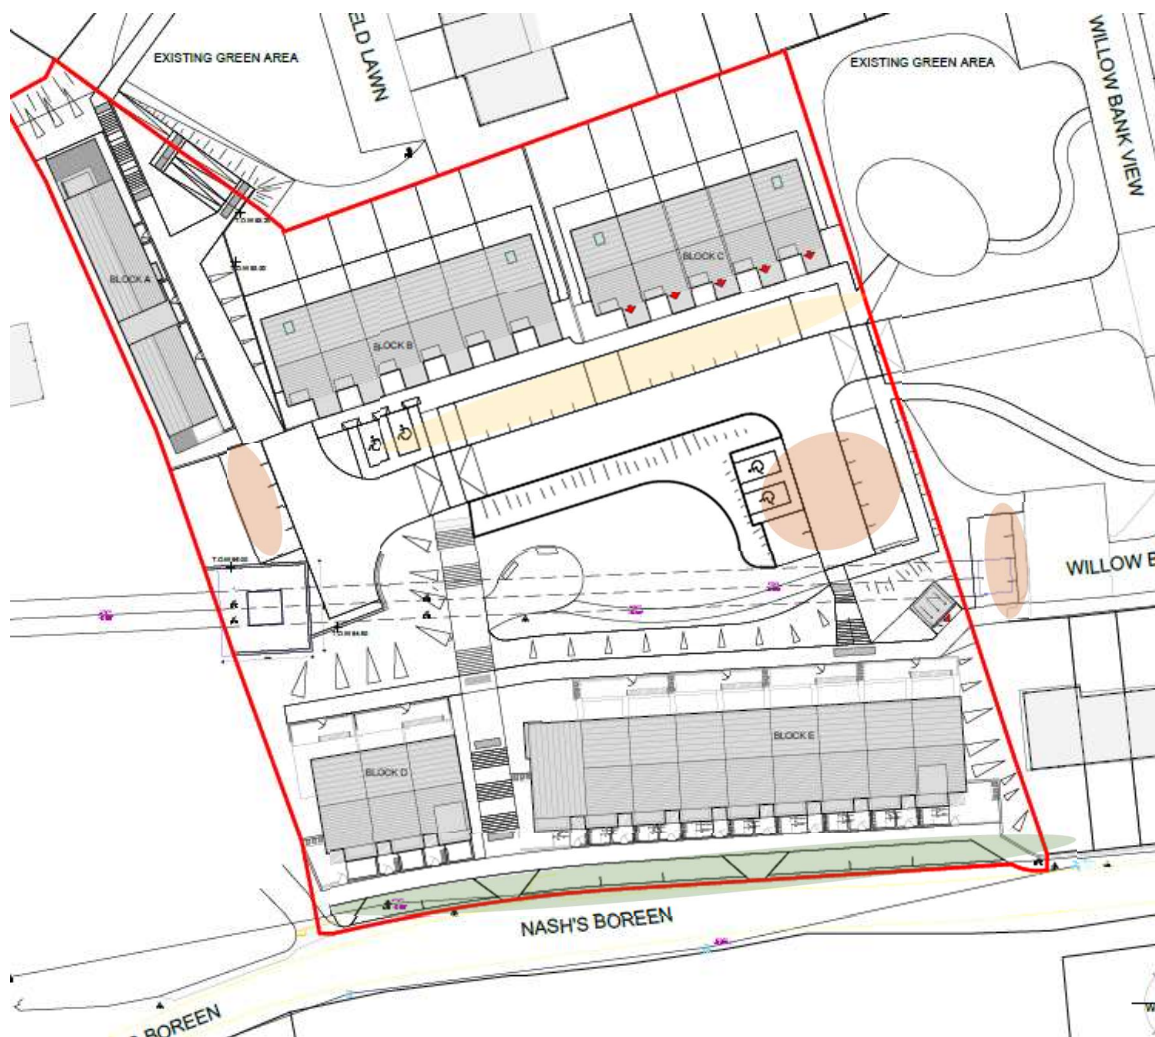 EXISTING GREEN AREA
ELD LAWN
EXISTING GREEN AREA
WILLOW BANK VIEW
BLOCK A
BLOCK B
BLOCK C
WILLOW B
BLOCK D
BLOCK E
NASH'S BOREEN
BOREEN
W